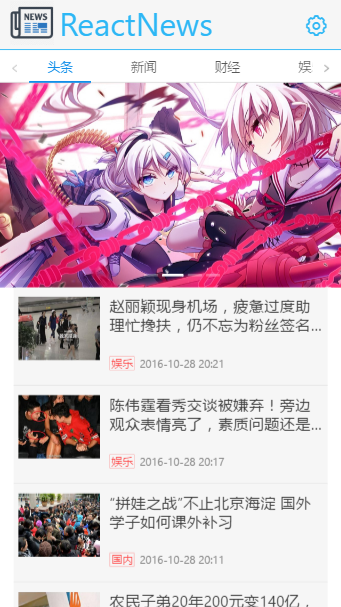 NEWS
ReactNews
头条 新闻 财经 娱
赵丽颖现身机场，疲惫过度助
理忙搀扶，仍不忘为粉丝签名...
娱乐 2016-10-28 20:21
陈伟霆看秀交谈被嫌弃！旁边
观众表情亮了，素质问题还是...
娱乐 2016-10-28 20:17
“拼娃之战”不止北京海淀 国外
学子如何课外补习
国内 2016-10-28 20:11
农民子弟20年200元变140亿，